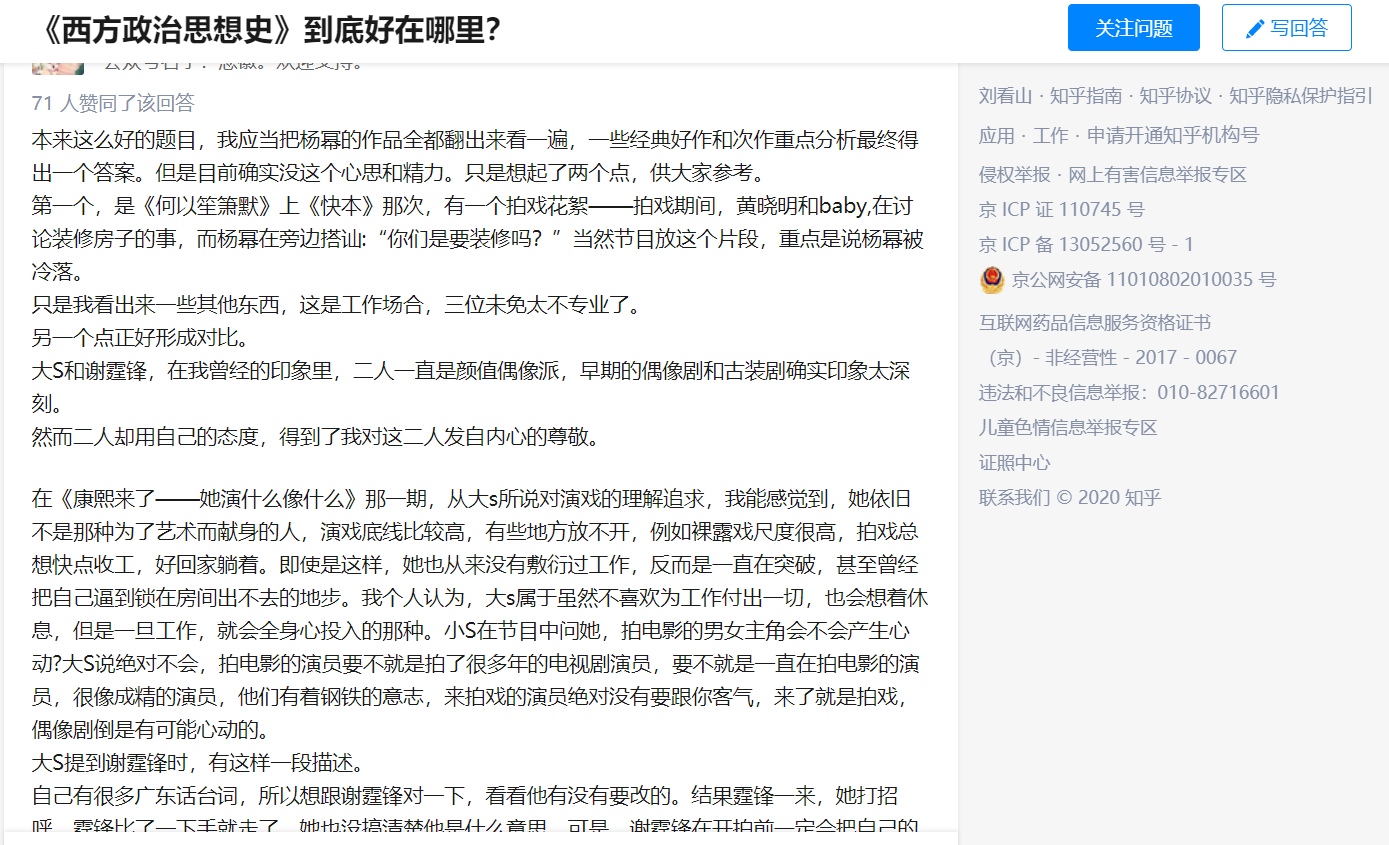 《西方政治思想史》到底好在哪里？
关注问题
写回答
71 人赞同了该回答
本来这么好的题目，我应当把杨幂的作品全都翻出来看一遍，一些经典好作和次作重点分析最终得
出一个答案。但是目前确实没这个心思和精力。只是想起了两个点，供大家参考。
第一个，是《何以笙箫默》上《快本》那次，有一个拍戏花絮——拍戏期间，黄晓明和baby,在讨
论装修房子的事，而杨幂在旁边搭讪:“你们是要装修吗？”当然节目放这个片段，重点是说杨幂被
冷落。
只是我看出来一些其他东西，这是工作场合，三位未免太不专业了。
另一个点正好形成对比。
大S和谢霆锋，在我曾经的印象里，二人一直是颜值偶像派，早期的偶像剧和古装剧确实印象太深
刻。
然而二人却用自己的态度，得到了我对这二人发自内心的尊敬。
在《康熙来了——她演什么像什么》那一期，从大s所说对演戏的理解追求，我能感觉到，她依旧
不是那种为了艺术而献身的人，演戏底线比较高，有些地方放不开，例如裸露戏尺度很高，拍戏总
想快点收工，好回家躺着。即使是这样，她也从来没有敷衍过工作，反而是一直在突破，甚至曾经
把自己逼到锁在房间出不去的地步。我个人认为，大s属于虽然不喜欢为工作付出一切，也会想着休
息，但是一旦工作，就会全身心投入的那种。小S在节目中问她，拍电影的男女主角会不会产生心
动?大S说绝对不会，拍电影的演员要不就是拍了很多年的电视剧演员，要不就是一直在拍电影的演
员，很像成精的演员，他们有着钢铁的意志，来拍戏的演员绝对没有要跟你客气，来了就是拍戏，
偶像剧倒是有可能心动的。
大S提到谢霆锋时，有这样一段描述。
自己有很多广东话台词，所以想跟谢霆锋对一下，看看他有没有要改的。结果霆锋一来，她打招
呼，霆锋比了一下手就走了，她也没搞清楚他是什么意思，可是，谢霆锋在开拍前一定会把自己的
刘看山 · 知乎指南 · 知乎协议 · 知乎隐私保护指引
应用 · 工作 · 申请开通知乎机构号
侵权举报 · 网上有害信息举报专区
京 ICP 证 110745 号
京 ICP 备 13052560 号 - 1
京公网安备 11010802010035 号
互联网药品信息服务资格证书
（京）- 非经营性 - 2017 - 0067
违法和不良信息举报：010-82716601
儿童色情信息举报专区
证照中心
联系我们 © 2020 知乎